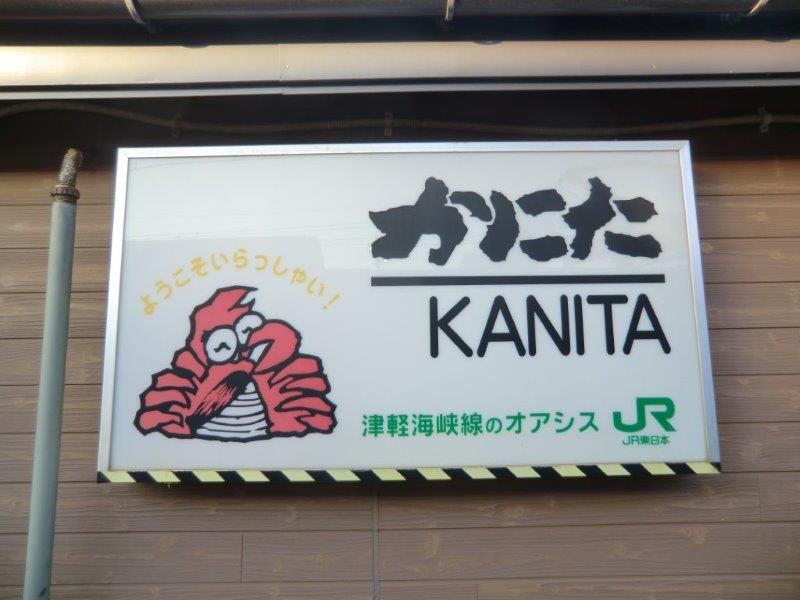 かにた
KANITA
ようこそいらっしゃい!
津軽海峡線のオアシス
JR
JR東日本